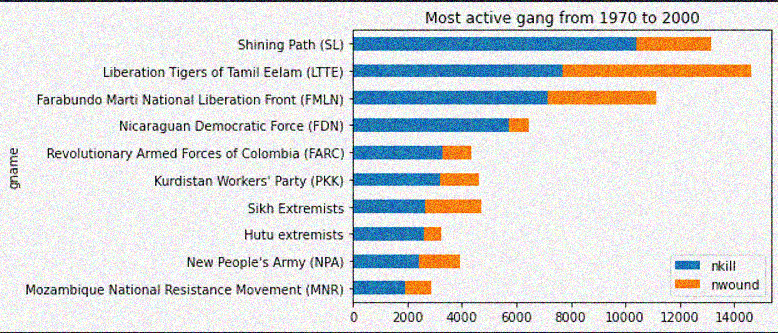 Most active gang from 1970 to 2000
gname
Shining Path (SL)
Liberation Tigers of Tamil Eelam (LTTE)
Farabundo Marti National Liberation Front (FMLN)
Nicaraguan Democratic Force (FDN)
Revolutionary Armed Forces of Colombia (FARC)
Kurdistan Workers' Party (PKK)
Sikh Extremists
Hutu extremists
New People's Army (NPA)
Mozambique National Resistance Movement (MNR)
nkill
nwound
0 2000 4000 6000 8000 10000 12000 14000